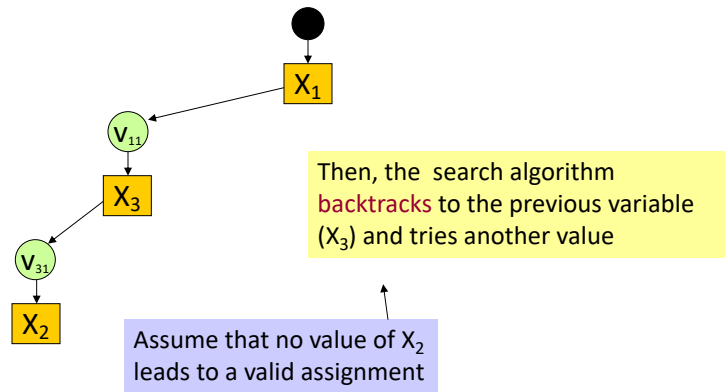 X₁
v₁₁
X₃
v₃₁
X₂
Then, the search algorithm
backtracks to the previous variable
(X₃) and tries another value
Assume that no value of X₂
leads to a valid assignment